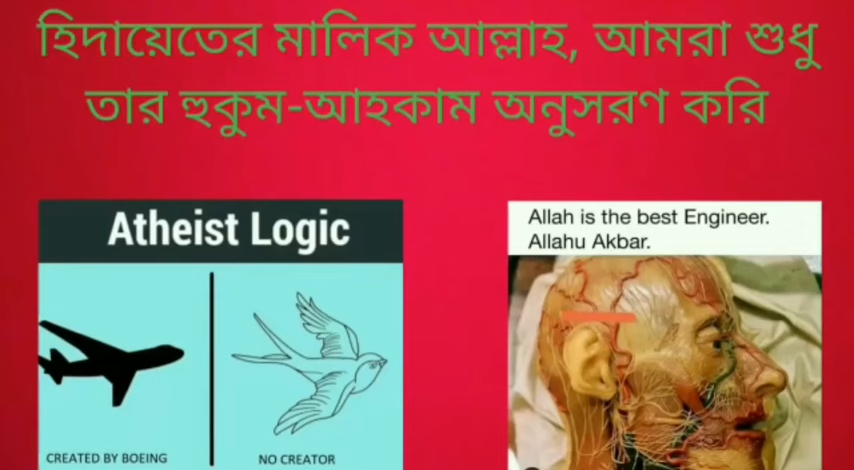 হিদায়েতের মালিক আল্লাহ, আমরা শুধু
তার হুকুম-আহকাম অনুসরণ করি
Atheist Logic
CREATED BY BOEING
NO CREATOR
Allah is the best Engineer.
Allahu Akbar.